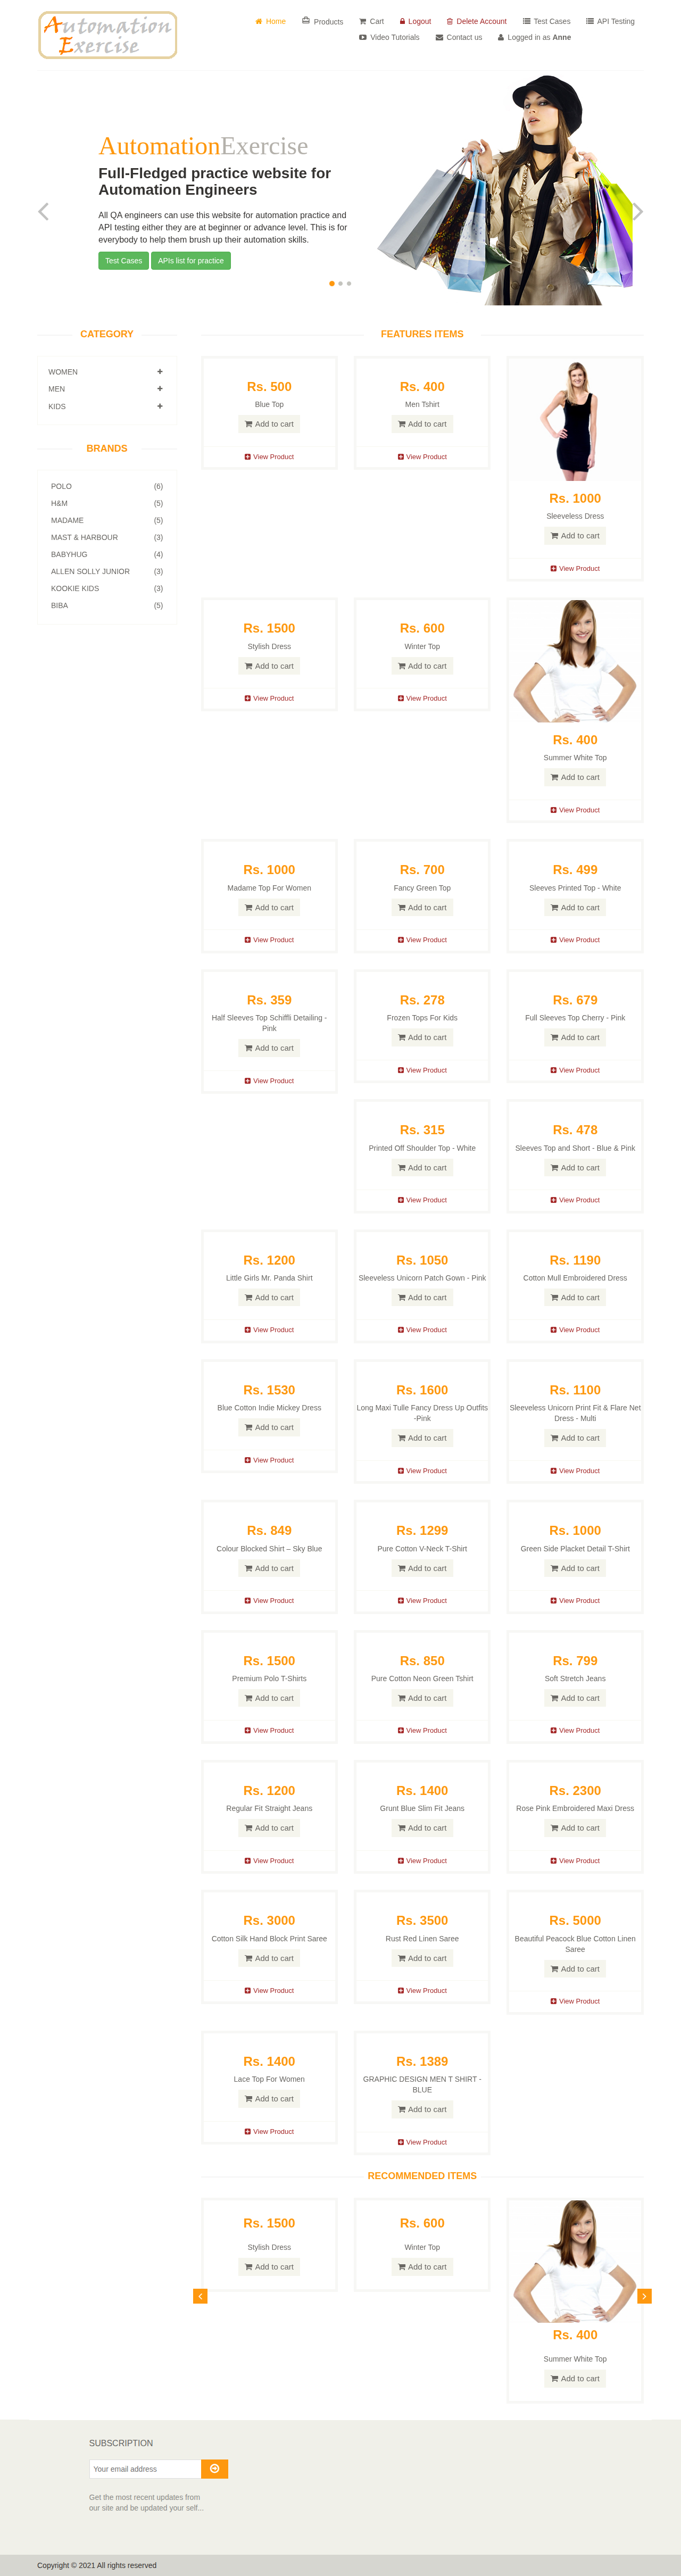 Automation
Exercise
Home
Products
Cart
Logout
Delete Account
Test Cases
API Testing
Video Tutorials
Contact us
Logged in as Anne
AutomationExercise
Full-Fledged practice website for
Automation Engineers
All QA engineers can use this website for automation practice and
API testing either they are at beginner or advance level. This is for
everybody to help them brush up their automation skills.
Test Cases
APIs list for practice
CATEGORY
WOMEN
MEN
KIDS
BRANDS
POLO (6)
H&M (5)
MADAME (5)
MAST & HARBOUR (3)
BABYHUG (4)
ALLEN SOLLY JUNIOR (3)
KOOKIE KIDS (3)
BIBA (5)
FEATURES ITEMS
Rs. 500
Blue Top
Add to cart
View Product
Rs. 400
Men Tshirt
Add to cart
View Product
Rs. 1000
Sleeveless Dress
Add to cart
View Product
Rs. 1500
Stylish Dress
Add to cart
View Product
Rs. 600
Winter Top
Add to cart
View Product
Rs. 400
Summer White Top
Add to cart
View Product
Rs. 1000
Madame Top For Women
Add to cart
View Product
Rs. 700
Fancy Green Top
Add to cart
View Product
Rs. 499
Sleeves Printed Top - White
Add to cart
View Product
Rs. 359
Half Sleeves Top Schiffli Detailing -
Pink
Add to cart
View Product
Rs. 278
Frozen Tops For Kids
Add to cart
View Product
Rs. 679
Full Sleeves Top Cherry - Pink
Add to cart
View Product
Rs. 315
Printed Off Shoulder Top - White
Add to cart
View Product
Rs. 478
Sleeves Top and Short - Blue & Pink
Add to cart
View Product
Rs. 1200
Little Girls Mr. Panda Shirt
Add to cart
View Product
Rs. 1050
Sleeveless Unicorn Patch Gown - Pink
Add to cart
View Product
Rs. 1190
Cotton Mull Embroidered Dress
Add to cart
View Product
Rs. 1530
Blue Cotton Indie Mickey Dress
Add to cart
View Product
Rs. 1600
Long Maxi Tulle Fancy Dress Up Outfits
-Pink
Add to cart
View Product
Rs. 1100
Sleeveless Unicorn Print Fit & Flare Net
Dress - Multi
Add to cart
View Product
Rs. 849
Colour Blocked Shirt – Sky Blue
Add to cart
View Product
Rs. 1299
Pure Cotton V-Neck T-Shirt
Add to cart
View Product
Rs. 1000
Green Side Placket Detail T-Shirt
Add to cart
View Product
Rs. 1500
Premium Polo T-Shirts
Add to cart
View Product
Rs. 850
Pure Cotton Neon Green Tshirt
Add to cart
View Product
Rs. 799
Soft Stretch Jeans
Add to cart
View Product
Rs. 1200
Regular Fit Straight Jeans
Add to cart
View Product
Rs. 1400
Grunt Blue Slim Fit Jeans
Add to cart
View Product
Rs. 2300
Rose Pink Embroidered Maxi Dress
Add to cart
View Product
Rs. 3000
Cotton Silk Hand Block Print Saree
Add to cart
View Product
Rs. 3500
Rust Red Linen Saree
Add to cart
View Product
Rs. 5000
Beautiful Peacock Blue Cotton Linen
Saree
Add to cart
View Product
Rs. 1400
Lace Top For Women
Add to cart
View Product
Rs. 1389
GRAPHIC DESIGN MEN T SHIRT -
BLUE
Add to cart
View Product
RECOMMENDED ITEMS
Rs. 1500
Stylish Dress
Add to cart
Rs. 600
Winter Top
Add to cart
Rs. 400
Summer White Top
Add to cart
SUBSCRIPTION
Your email address
Get the most recent updates from
our site and be updated your self...
Copyright © 2021 All rights reserved